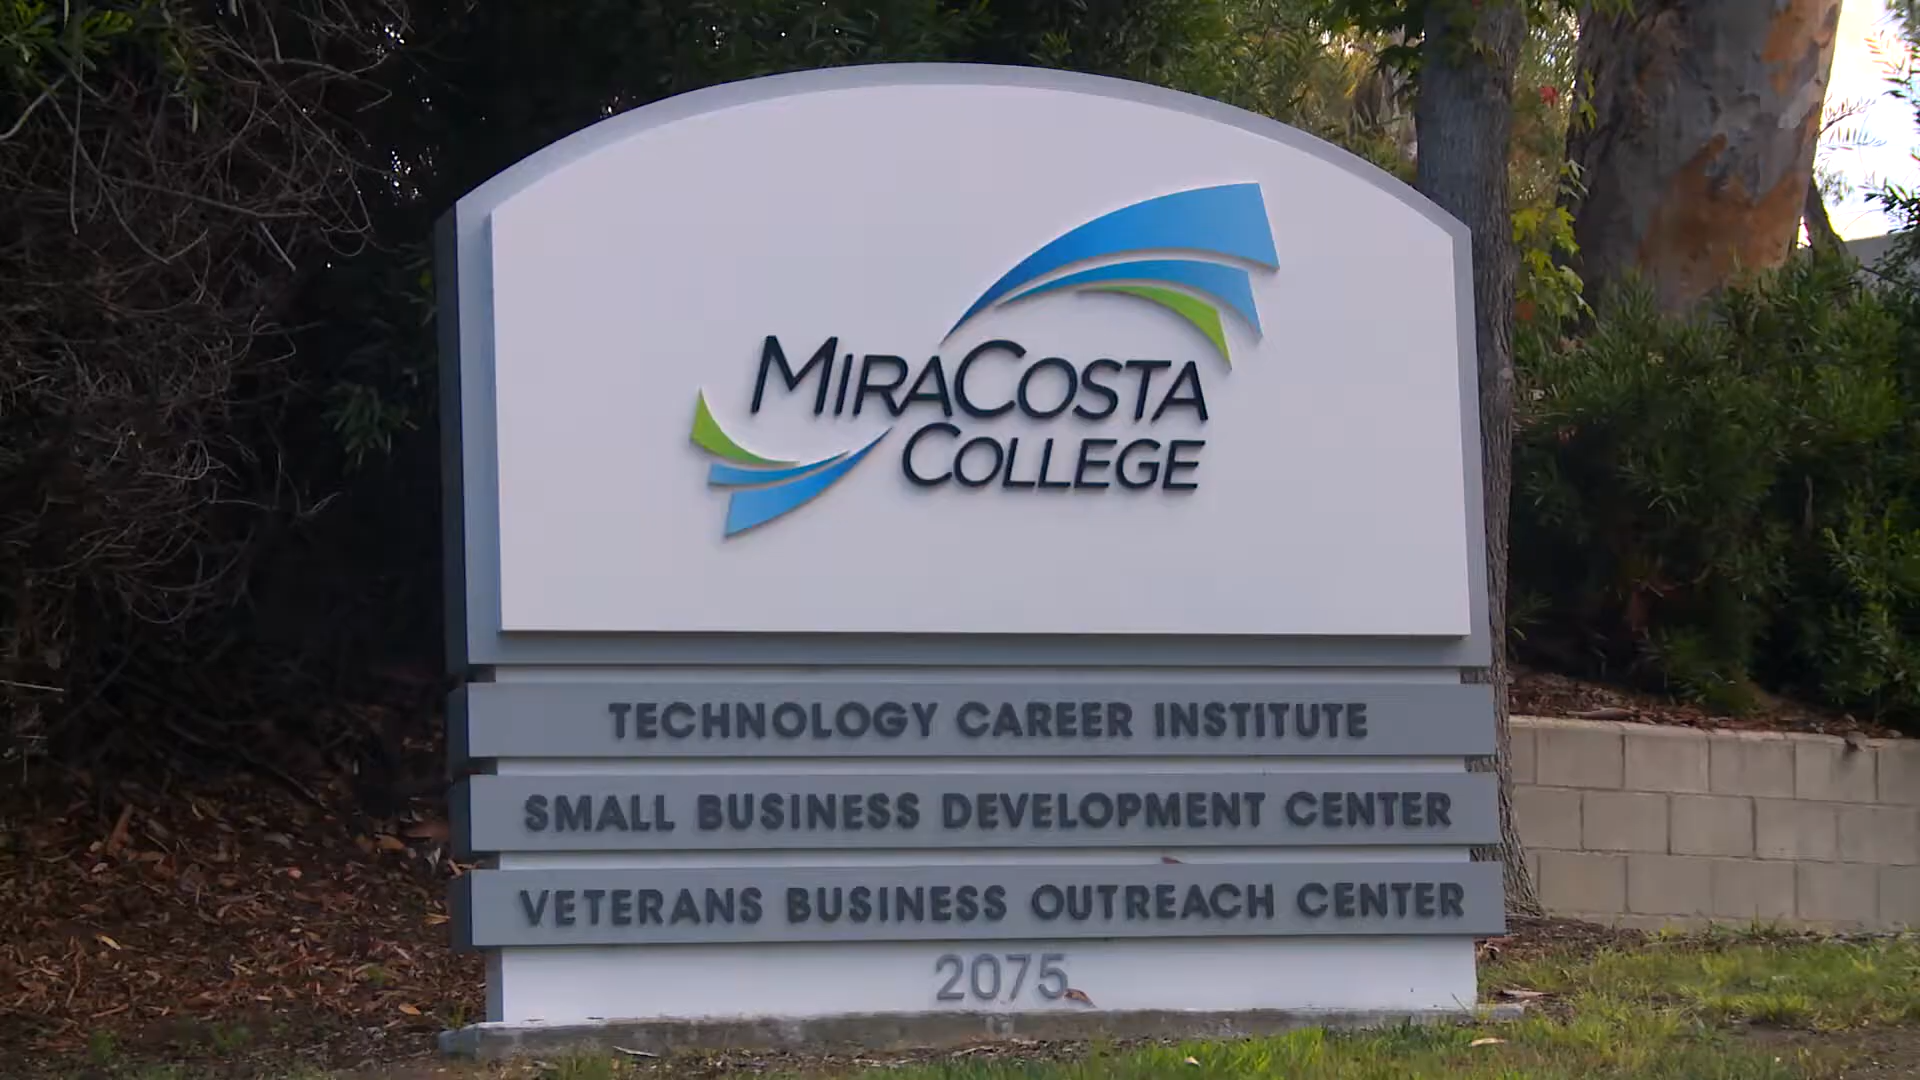 MIRACOSTA
COLLEGE
TECHNOLOGY CAREER INSTITUTE
SMALL BUSINESS DEVELOPMENT CENTER
VETERANS BUSINESS OUTREACH CENTER
2075